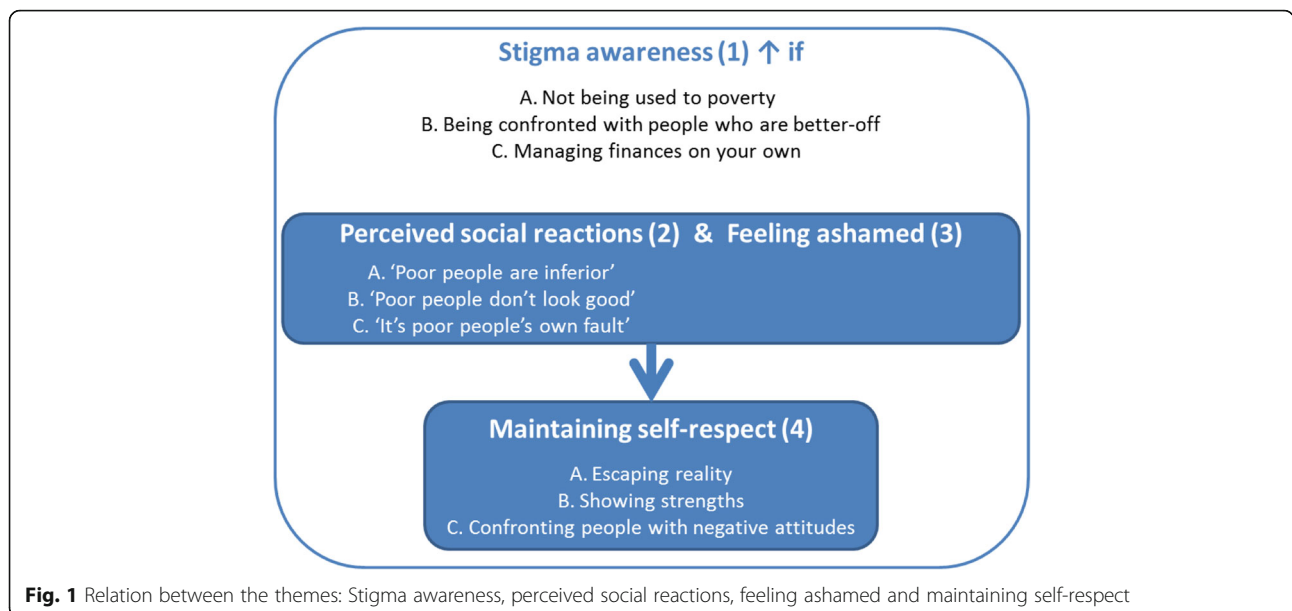 Stigma awareness (1) ↑ if
A. Not being used to poverty
B. Being confronted with people who are better-off
C. Managing finances on your own
Perceived social reactions (2) & Feeling ashamed (3)
A. ‘Poor people are inferior’
B. ‘Poor people don’t look good’
C. ‘It’s poor people’s own fault’
Maintaining self-respect (4)
A. Escaping reality
B. Showing strengths
C. Confronting people with negative attitudes
Fig. 1 Relation between the themes: Stigma awareness, perceived social reactions, feeling ashamed and maintaining self-respect